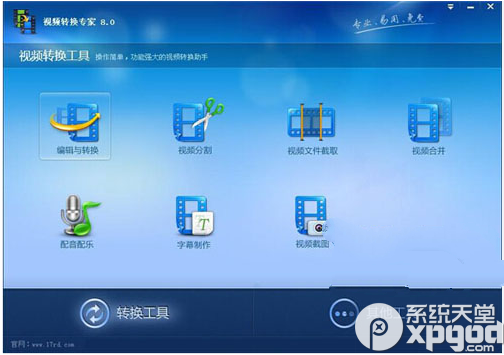 视频转换专家 8.0
专业、易用、更全
视频转换工具 操作简单，功能强大的视频转换助手
编辑与转换
视频分割
视频文件截取
视频合并
配音配乐
字幕制作
视频截图
转换工具
官网: www.17rd.com
系统天堂
xpgod